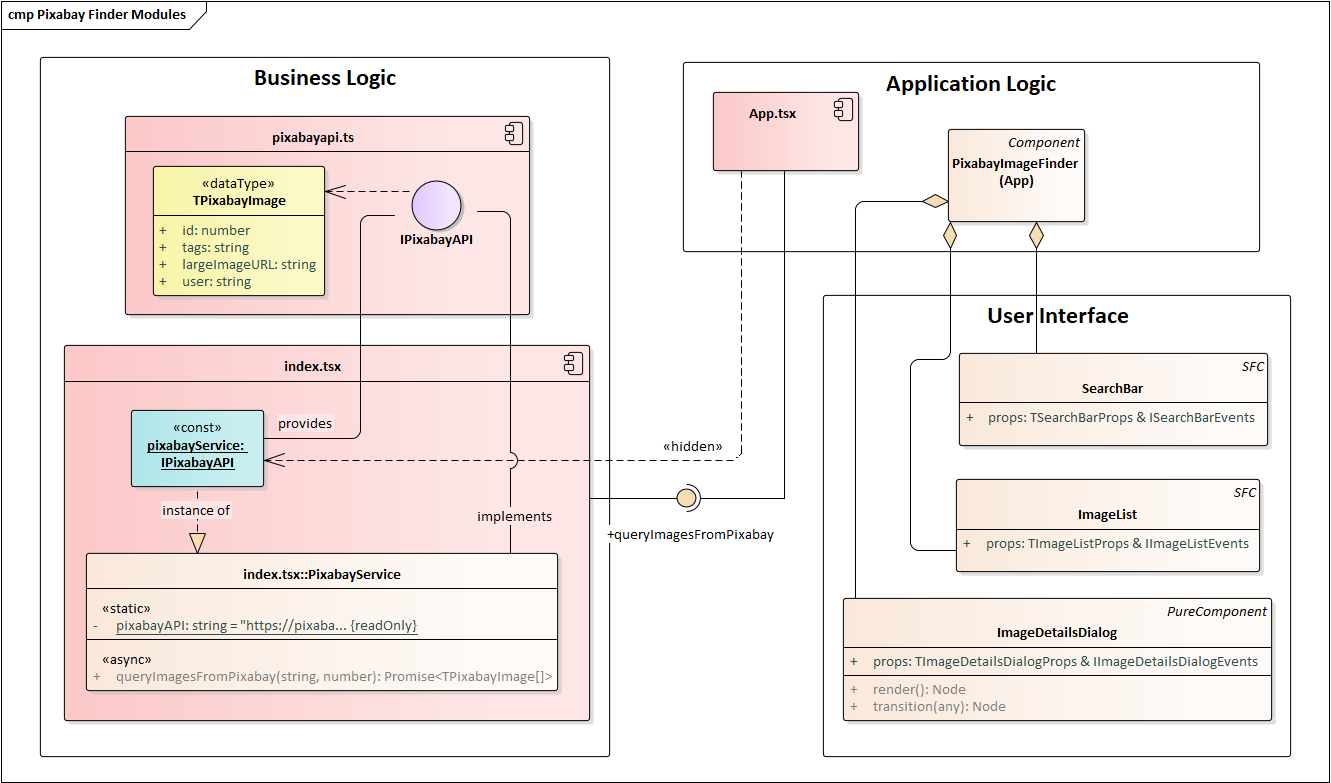 cmp Pixabay Finder Modules
Business Logic
pixabayapi.ts
«dataType»
TPixabayImage
+ id: number
+ tags: string
+ largeImageURL: string
+ user: string
IPixabayAPI
index.tsx
«const»
pixabayService:
IPixabayAPI
provides
instance of
implements
index.tsx::PixabayService
«static»
- pixabayAPI: string = "https://pixaba... {readOnly}
«async»
+ queryImagesFromPixabay(string, number): Promise<TPixabayImage[]>
«hidden»
+queryImagesFromPixabay
Application Logic
App.tsx
Component
PixabayImageFinder
(App)
User Interface
SFC
SearchBar
+ props: TSearchBarProps & ISearchBarEvents
SFC
ImageList
+ props: TImageListProps & IImageListEvents
PureComponent
ImageDetailsDialog
+ props: TImageDetailsDialogProps & IImageDetailsDialogEvents
+ render(): Node
+ transition(any): Node